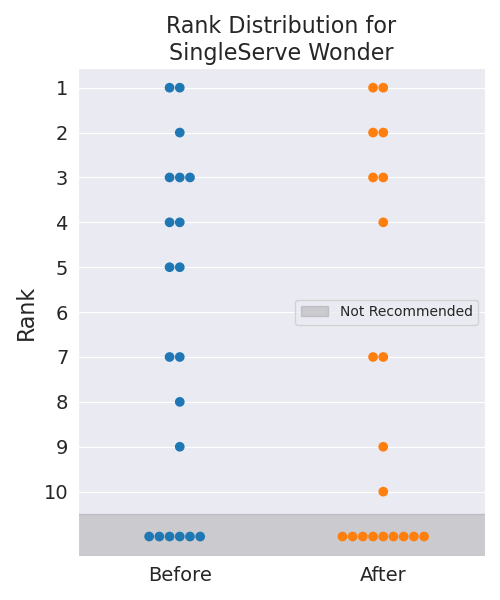 Rank Distribution for
SingleServe Wonder
1
2
3
4
5
6
7
8
9
10
Rank
Not Recommended
Before After